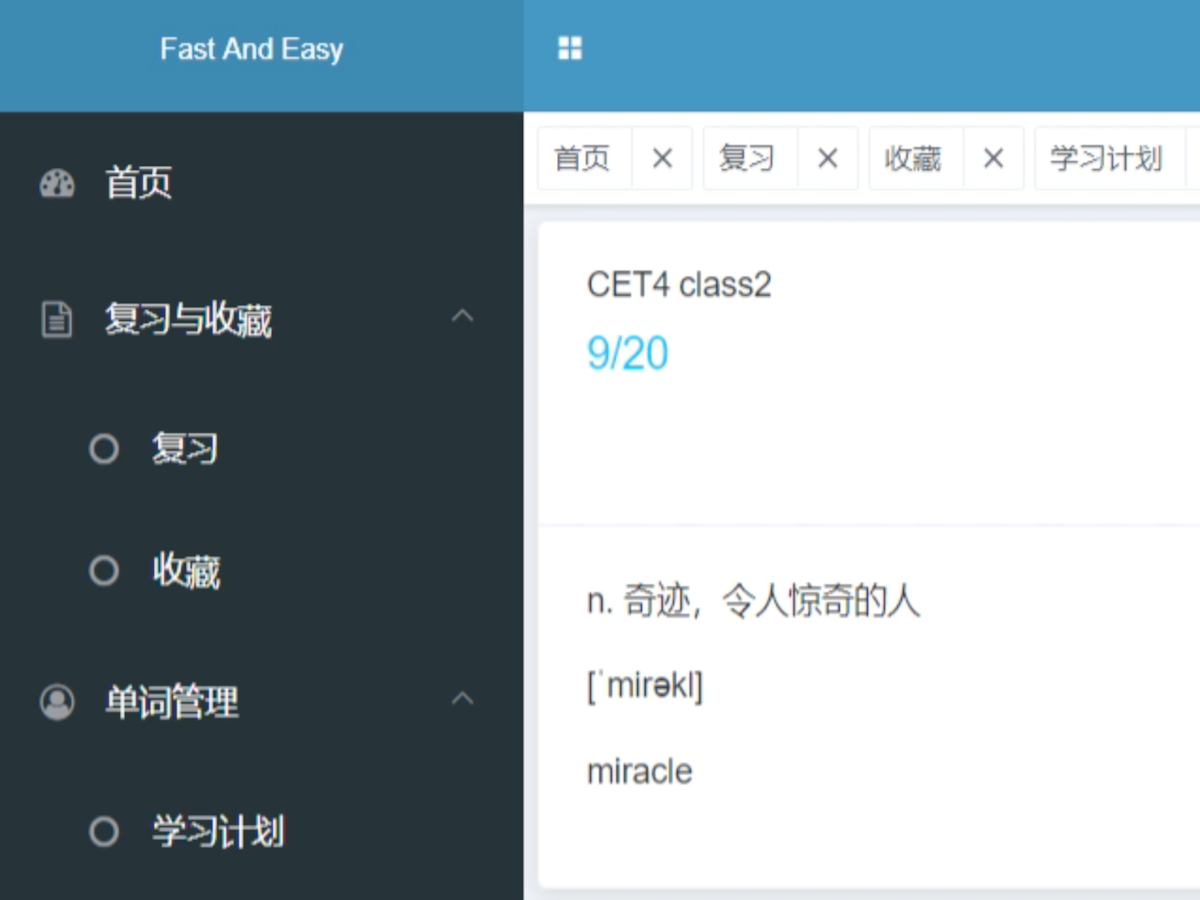 Fast And Easy
首页
复习与收藏
复习
收藏
单词管理
学习计划
首页 × 复习 × 收藏 × 学习计划
CET4 class2
9/20
n. 奇迹，令人惊奇的人
[ˈmirəkl]
miracle